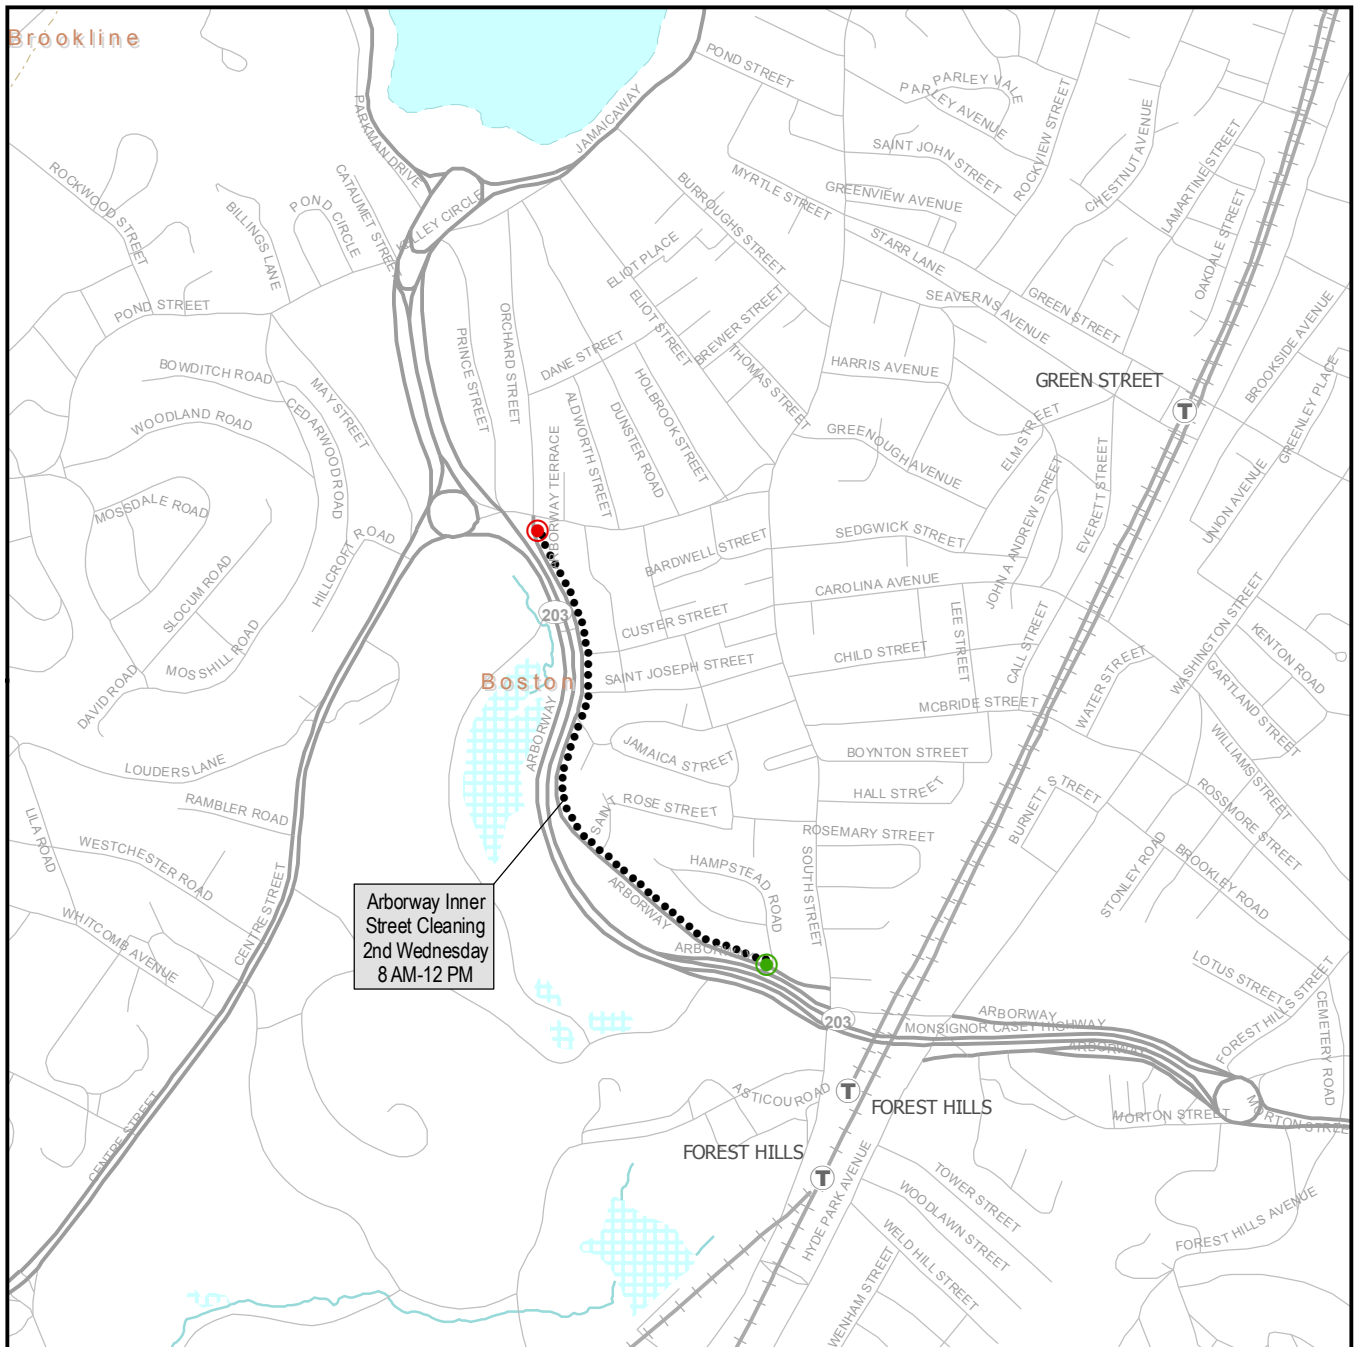 Brookline
POND STREET
PARLEY VALE
PARLEY AVENUE
ROCKVIEW STREET
CHESTNUT AVENUE
LAMARTINE STREET
OAKDALE STREET
PARKMAN DRIVE
JAMAICAWAY
SAINT JOHN STREET
MYRTLE STREET
GREENVIEW AVENUE
BURROUGHS STREET
ROCKWOOD STREET
BILLINGS LANE
POND CIRCLE
CATAUMET STREET
KELLEY CIRCLE
ELIOT PLACE
STARR LANE
SEAVERNS AVENUE
GREEN STREET
POND STREET
PRINCE STREET
ORCHARD STREET
ELIOT STREET
BREWER STREET
DANE STREET
THOMAS STREET
HARRIS AVENUE
BROOKSIDE AVENUE
GREENLEY PLACE
GREEN STREET
T
BOWDITCH ROAD
MAY STREET
CEDARWOOD ROAD
WOODLAND ROAD
HOLBROOK STREET
DUNSTER ROAD
ALDWORTH STREET
ARBORWAY TERRACE
GREENOUGH AVENUE
ELM STREET
EVERETT STREET
UNION AVENUE
MOSSDALE ROAD
HILLCROFT ROAD
SLOCUM ROAD
BARDWELL STREET
SEDGWICK STREET
JOHN A ANDREW STREET
CAROLINA AVENUE
LEE STREET
CALL STREET
WASHINGTON STREET
KENTON ROAD
GARTLAND STREET
203
CUSTER STREET
CHILD STREET
MOSSHILL ROAD
DAVID ROAD
SAINT JOSEPH STREET
Boston
MCBRIDE STREET
WATER STREET
WILLIAMS STREET
ARBORWAY
JAMAICA STREET
BOYNTON STREET
LOUDERS LANE
RAMBLER ROAD
LILA ROAD
HALL STREET
BURNETT STREET
ROSSMORE STREET
SAINT ROSE STREET
ROSEMARY STREET
WESTCHESTER ROAD
CENTRE STREET
WHITCOMB AVENUE
HAMPSTEAD ROAD
SOUTH STREET
STONLEY ROAD
BROOKLEY ROAD
ARBORWAY
Arborway Inner
Street Cleaning
2nd Wednesday
8 AM-12 PM
ARBORWAY
LOTUS STREET
FOREST HILLS STREET
CEMETERY ROAD
203
ARBORWAY
MONSIGNOR CASEY HIGHWAY
ARBORWAY
ASTICOU ROAD
T
FOREST HILLS
MORTON STREET
MORTON STREET
CENTRE STREET
FOREST HILLS
T
HYDE PARK AVENUE
TOWER STREET
WOODLAWN STREET
WELD HILL STREET
WENHAM STREET
FOREST HILLS AVENUE